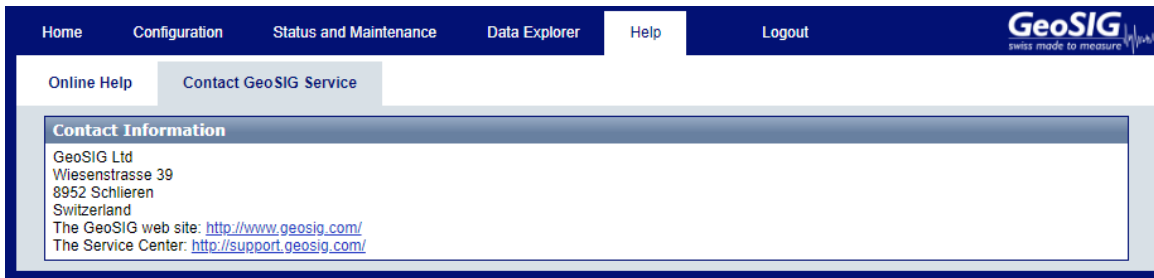 Home Configuration Status and Maintenance Data Explorer Help Logout GeoSIG
swiss made to measure
Online Help Contact GeoSIG Service
Contact Information
GeoSIG Ltd
Wiesenstrasse 39
8952 Schlieren
Switzerland
The GeoSIG web site: http://www.geosig.com/
The Service Center: http://support.geosig.com/